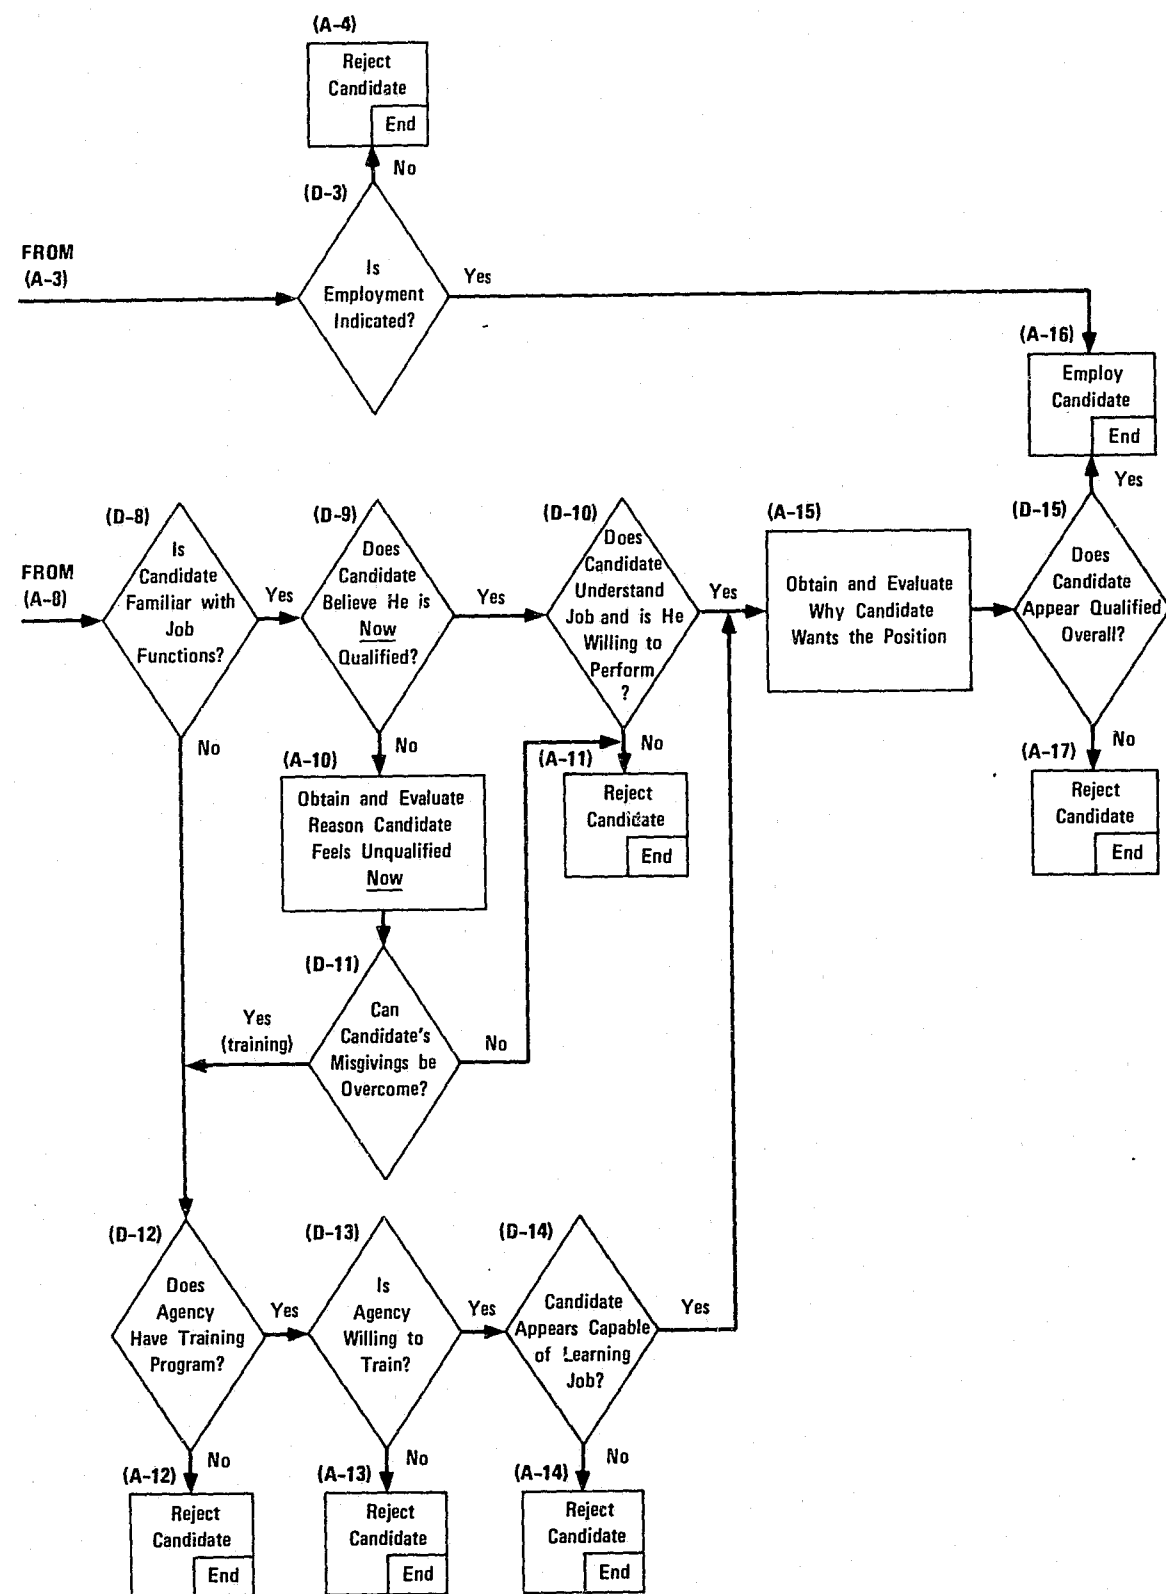 (A-4)
Reject
Candidate
End
No
(D-3)
FROM
(A-3)
Is
Employment
Indicated?
Yes
(A-16)
Employ
Candidate
End
Yes
FROM
(A-8)
(D-8)
Is
Candidate
Familiar with
Job
Functions?
Yes
No
(D-9)
Does
Candidate
Believe He is
Now
Qualified?
Yes
No
(D-10)
Does
Candidate
Understand
Job and is He
Willing to
Perform
?
Yes
No
(A-15)
Obtain and Evaluate
Why Candidate
Wants the Position
(D-15)
Does
Candidate
Appear Qualified
Overall?
No
(A-10)
Obtain and Evaluate
Reason Candidate
Feels Unqualified
Now
(A-11)
Reject
Candidate
End
(A-17)
Reject
Candidate
End
(D-11)
Can
Candidate's
Misgivings be
Overcome?
Yes
(training)
No
(D-12)
Does
Agency
Have Training
Program?
Yes
No
(D-13)
Is
Agency
Willing to
Train?
Yes
No
(D-14)
Candidate
Appears Capable
of Learning
Job?
Yes
No
(A-12)
Reject
Candidate
End
(A-13)
Reject
Candidate
End
(A-14)
Reject
Candidate
End